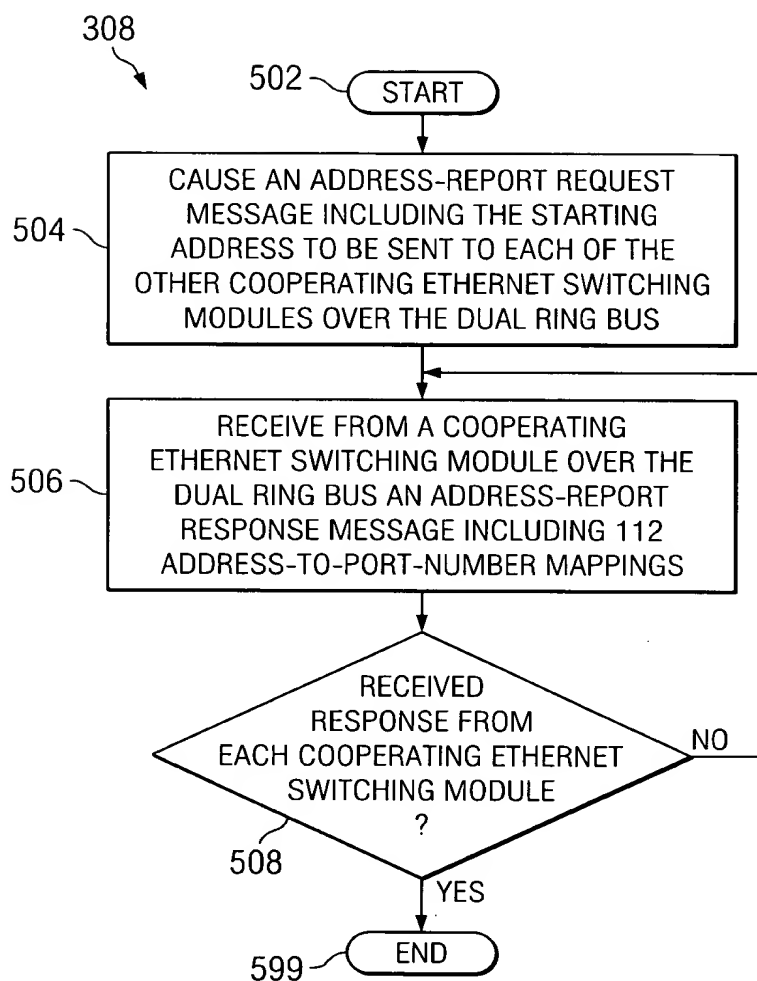 308
502
START
CAUSE AN ADDRESS-REPORT REQUEST
MESSAGE INCLUDING THE STARTING
ADDRESS TO BE SENT TO EACH OF THE
OTHER COOPERATING ETHERNET SWITCHING
MODULES OVER THE DUAL RING BUS
504
RECEIVE FROM A COOPERATING
ETHERNET SWITCHING MODULE OVER THE
DUAL RING BUS AN ADDRESS-REPORT
RESPONSE MESSAGE INCLUDING 112
ADDRESS-TO-PORT-NUMBER MAPPINGS
506
RECEIVED
RESPONSE FROM
EACH COOPERATING ETHERNET
SWITCHING MODULE
?
NO
508
YES
END
599